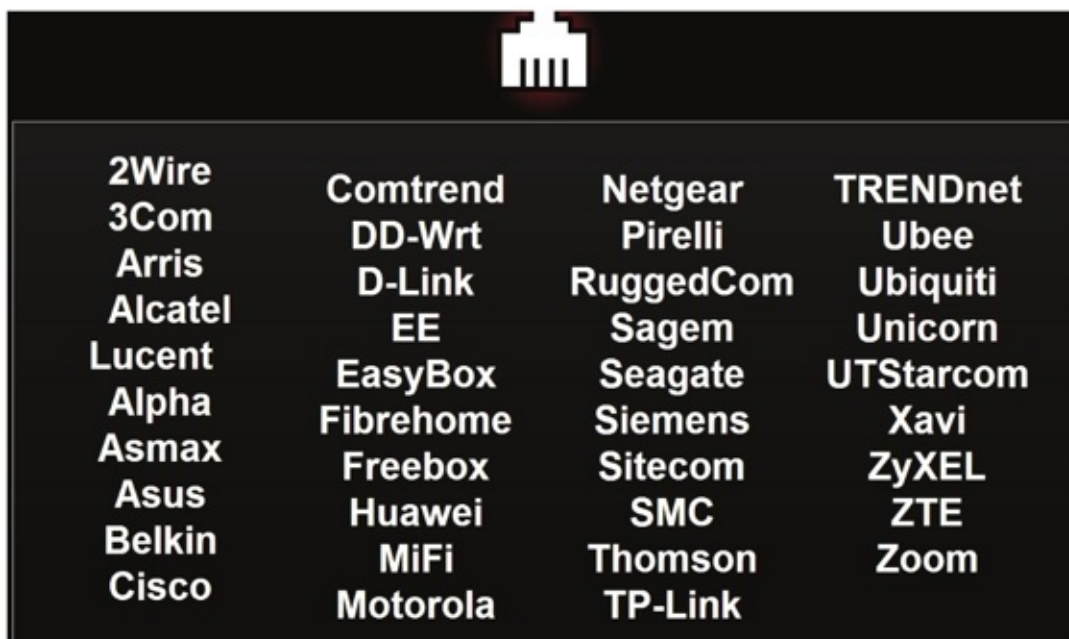 2Wire
3Com
Arris
Alcatel
Lucent
Alpha
Asmax
Asus
Belkin
Cisco
Comtrend
DD-Wrt
D-Link
EE
EasyBox
Fibrehome
Freebox
Huawei
MiFi
Motorola
Netgear
Pirelli
RuggedCom
Sagem
Seagate
Siemens
Sitecom
SMC
Thomson
TP-Link
TRENDnet
Ubee
Ubiquiti
Unicorn
UTStarcom
Xavi
ZyXEL
ZTE
Zoom